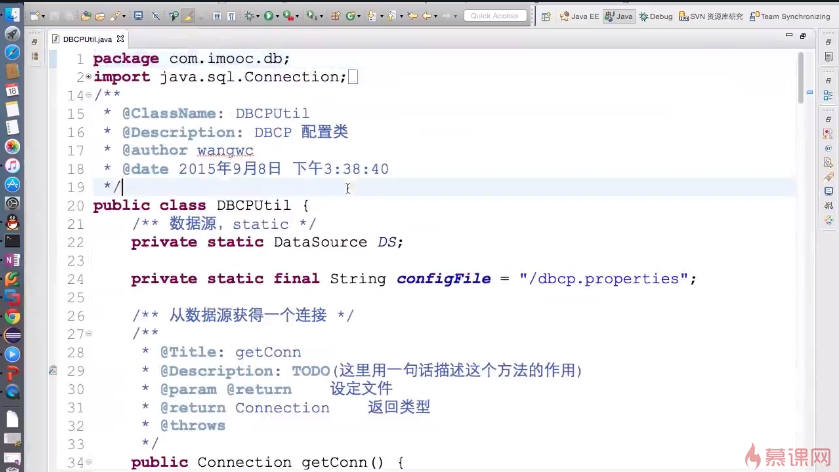 Quick Access
Java EE
Java
Debug
SVN 资源库研究
Team Synchronizing
DBCPUtil.java
1 package com.imooc.db;
2 import java.sql.Connection;
14 /**
15 * @ClassName: DBCPUtil
16 * @Description: DBCP 配置类
17 * @author wangwc
18 * @date 2015年9月8日 下午3:38:40
19 */
20 public class DBCPUtil {
21 /** 数据源，static */
22 private static DataSource DS;
23
24 private static final String configFile = "/dbcp.properties";
25
26 /** 从数据源获得一个连接 */
27 /**
28 * @Title: getConn
29 * @Description: TODO(这里用一句话描述这个方法的作用)
30 * @param @return 设定文件
31 * @return Connection 返回类型
32 * @throws
33 */
34 public Connection getConn() {
慕课网